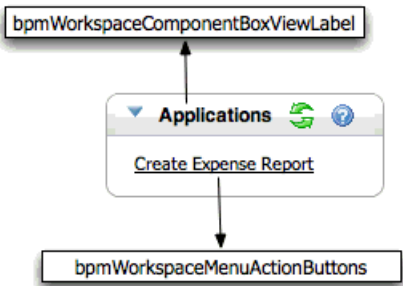 bpmWorkspaceComponentBoxViewLabel
Applications
Create Expense Report
bpmWorkspaceMenuActionButtons